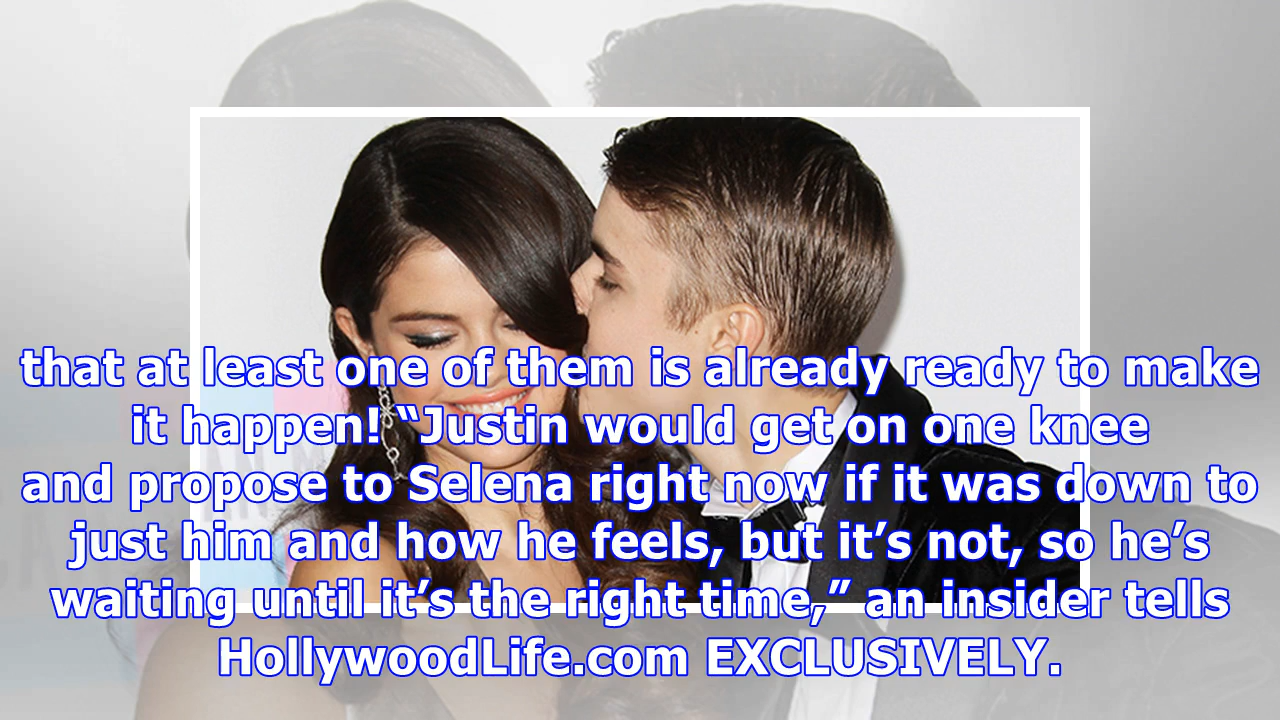 that at least one of them is already ready to make
it happen! “Justin would get on one knee
and propose to Selena right now if it was down to
just him and how he feels, but it’s not, so he’s
waiting until it’s the right time,” an insider tells
HollywoodLife.com EXCLUSIVELY.